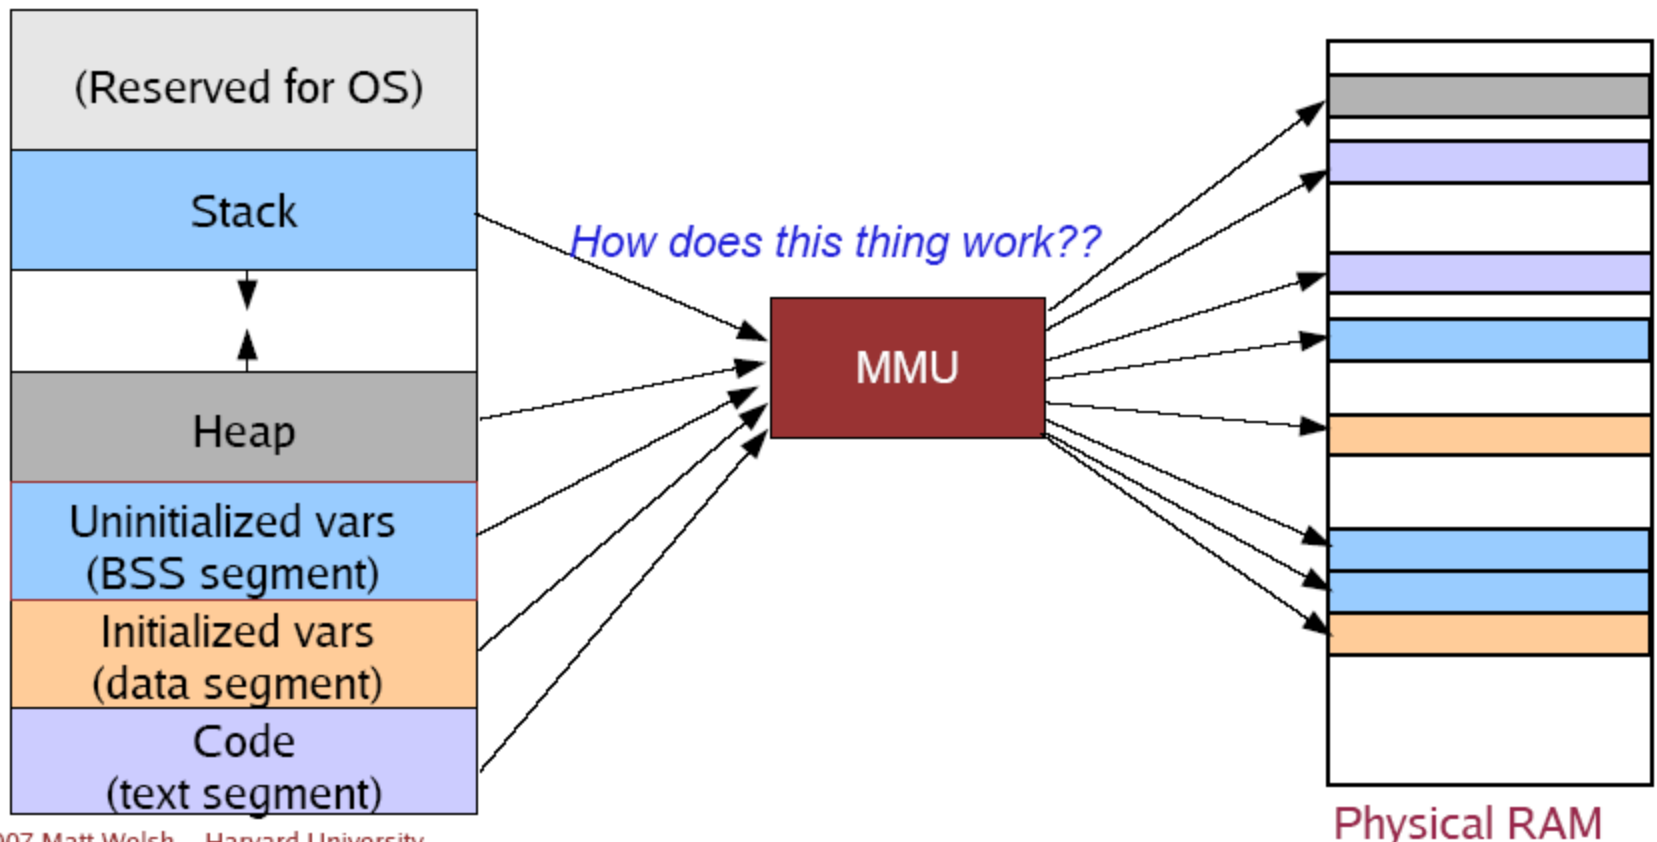 (Reserved for OS)
Stack
How does this thing work??
MMU
Heap
Uninitialized vars
(BSS segment)
Initialized vars
(data segment)
Code
(text segment)
Matt Welsh – Harvard University
Physical RAM